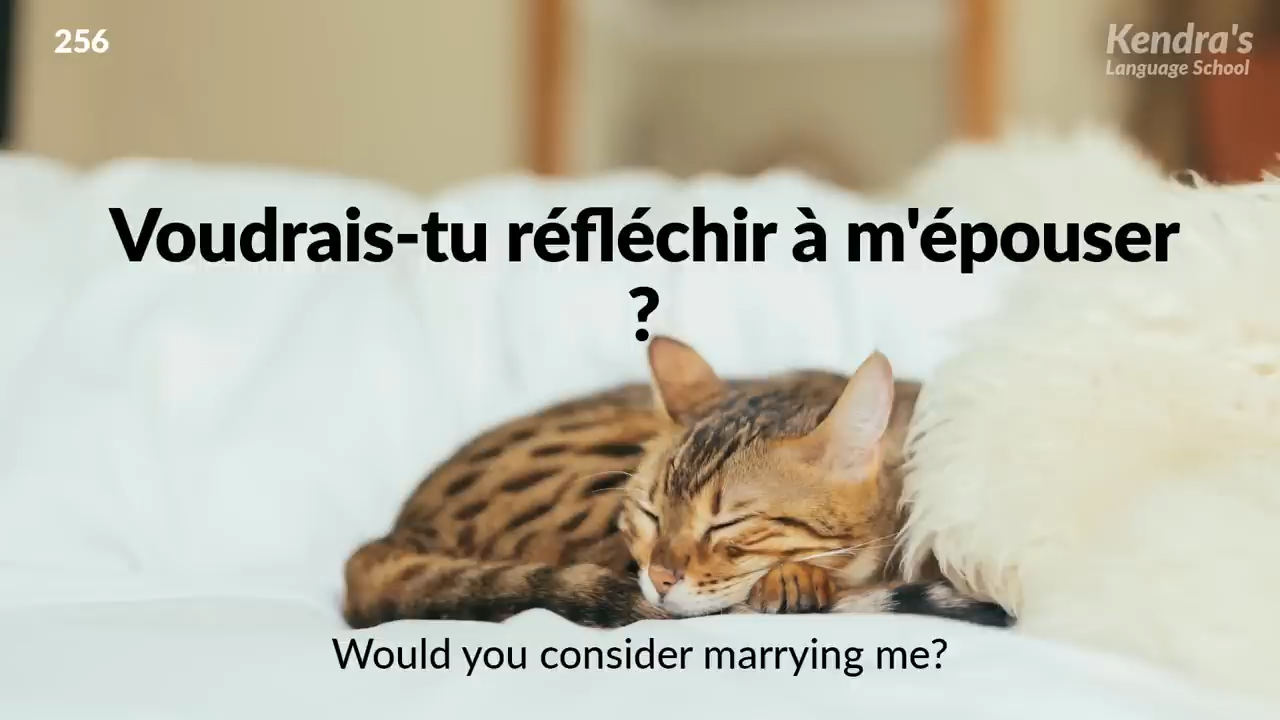 256
Kendra's
Language School
Voudrais-tu réfléchir à m'épouser
?
Would you consider marrying me?